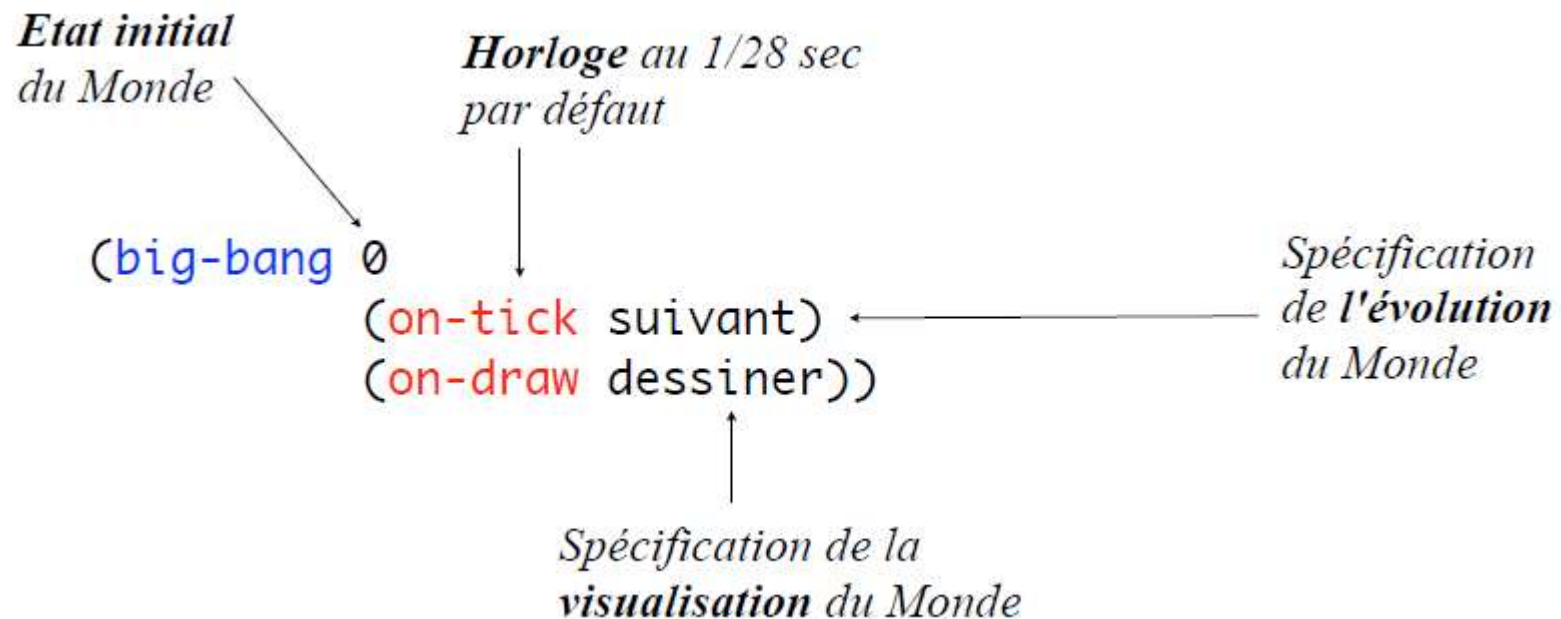 Etat initial
du Monde
Horloge au 1/28 sec
par défaut
(big-bang 0
(on-tick suivant)
(on-draw dessiner))
Spécification
de l'évolution
du Monde
Spécification de la
visualisation du Monde